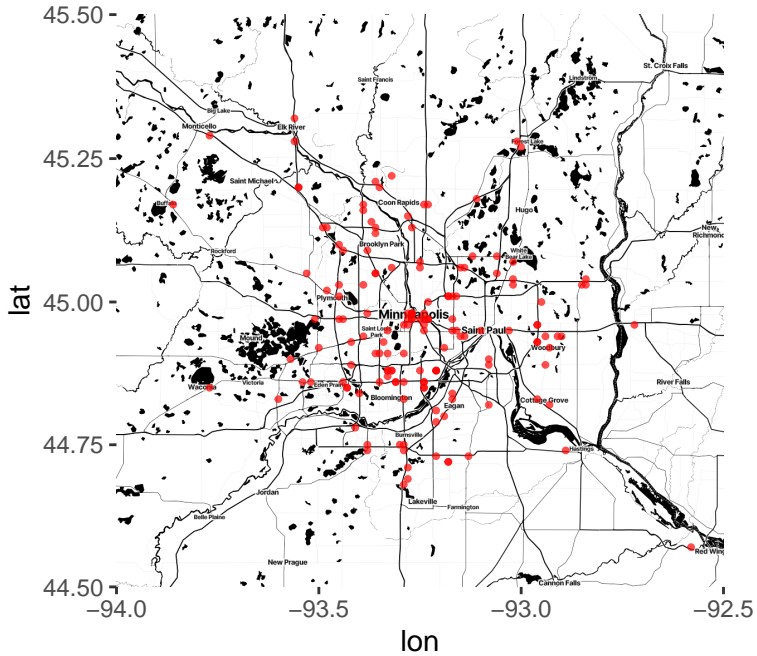 45.50
45.25
45.00
44.75
44.50
−94.0
−93.5
−93.0
−92.5
lon
lat
Saint Francis
St. Croix Falls
Lindström
Big Lake
Monticello
Elk River
Saint Michael
Coon Rapids
Hugo
Buffalo
New
Richmond
Rockford
Brooklyn Park
White
Bear Lake
Plymouth
Minneapolis
Saint Louis
Park
Saint Paul
Mound
Woodbury
Waconia
Victoria
Eden Prairie
River Falls
Bloomington
Eagan
Cottage Grove
Burnsville
Hastings
Jordan
Lakeville
Farmington
Belle Plaine
Red Wing
New Prague
Cannon Falls